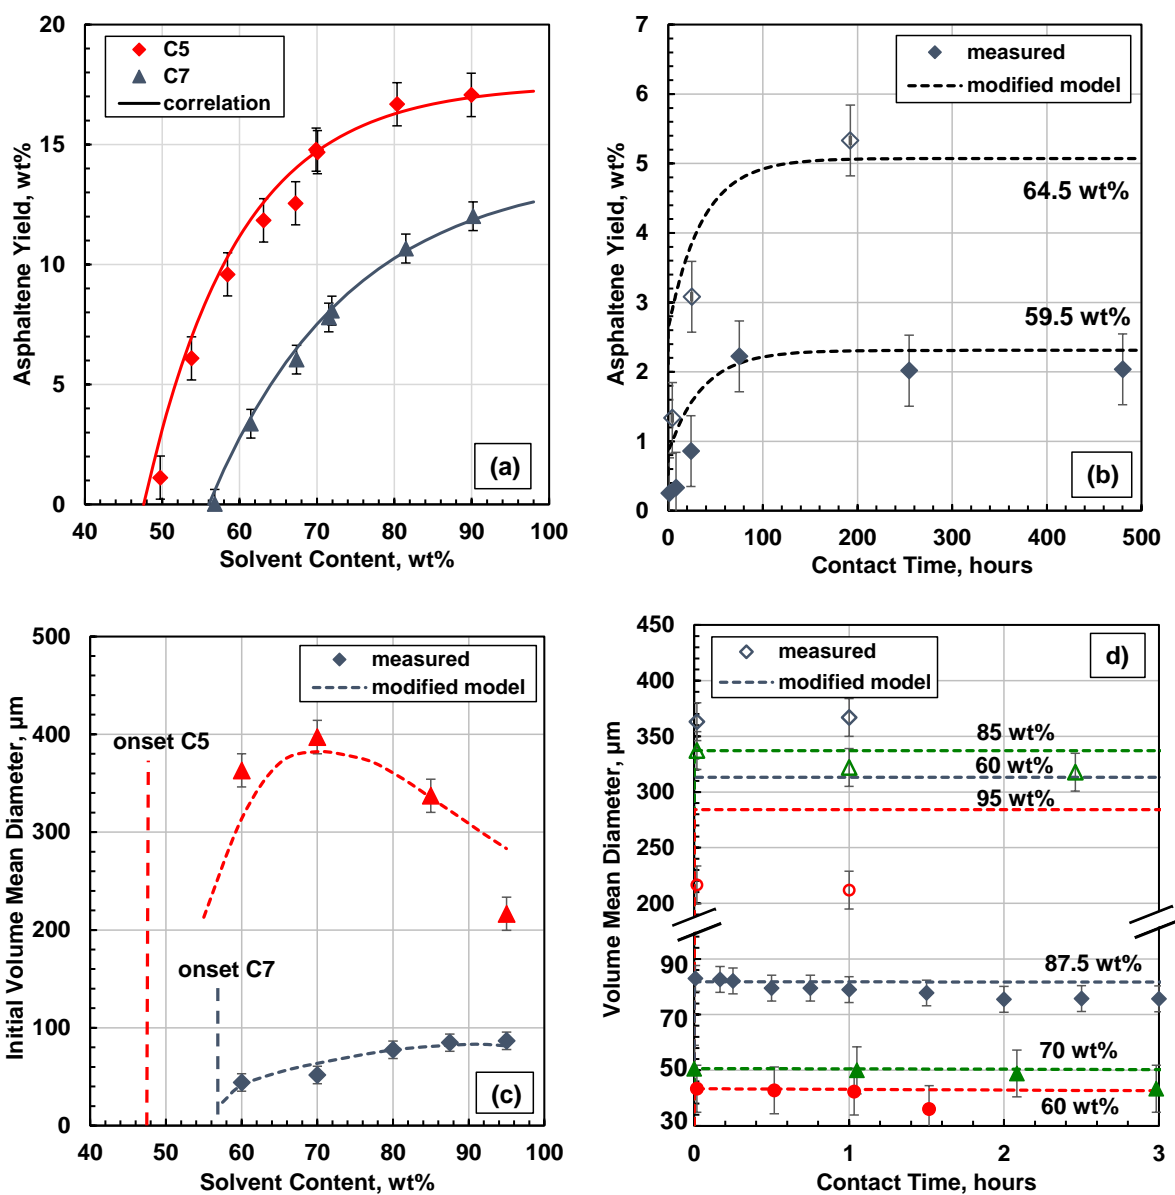 20
15
10
5
0
Asphaltene Yield, wt%
C5
C7
correlation
(a)
40 50 60 70 80 90 100
Solvent Content, wt%
7
6
5
4
3
2
1
0
Asphaltene Yield, wt%
measured
modified model
64.5 wt%
59.5 wt%
(b)
0 100 200 300 400 500
Contact Time, hours
500
400
300
200
100
0
Initial Volume Mean Diameter, µm
measured
modified model
onset C5
onset C7
(c)
40 50 60 70 80 90 100
Solvent Content, wt%
450
400
350
300
250
200
90
70
50
30
Volume Mean Diameter, µm
measured
modified model
d)
85 wt%
60 wt%
95 wt%
87.5 wt%
70 wt%
60 wt%
0 1 2 3
Contact Time, hours